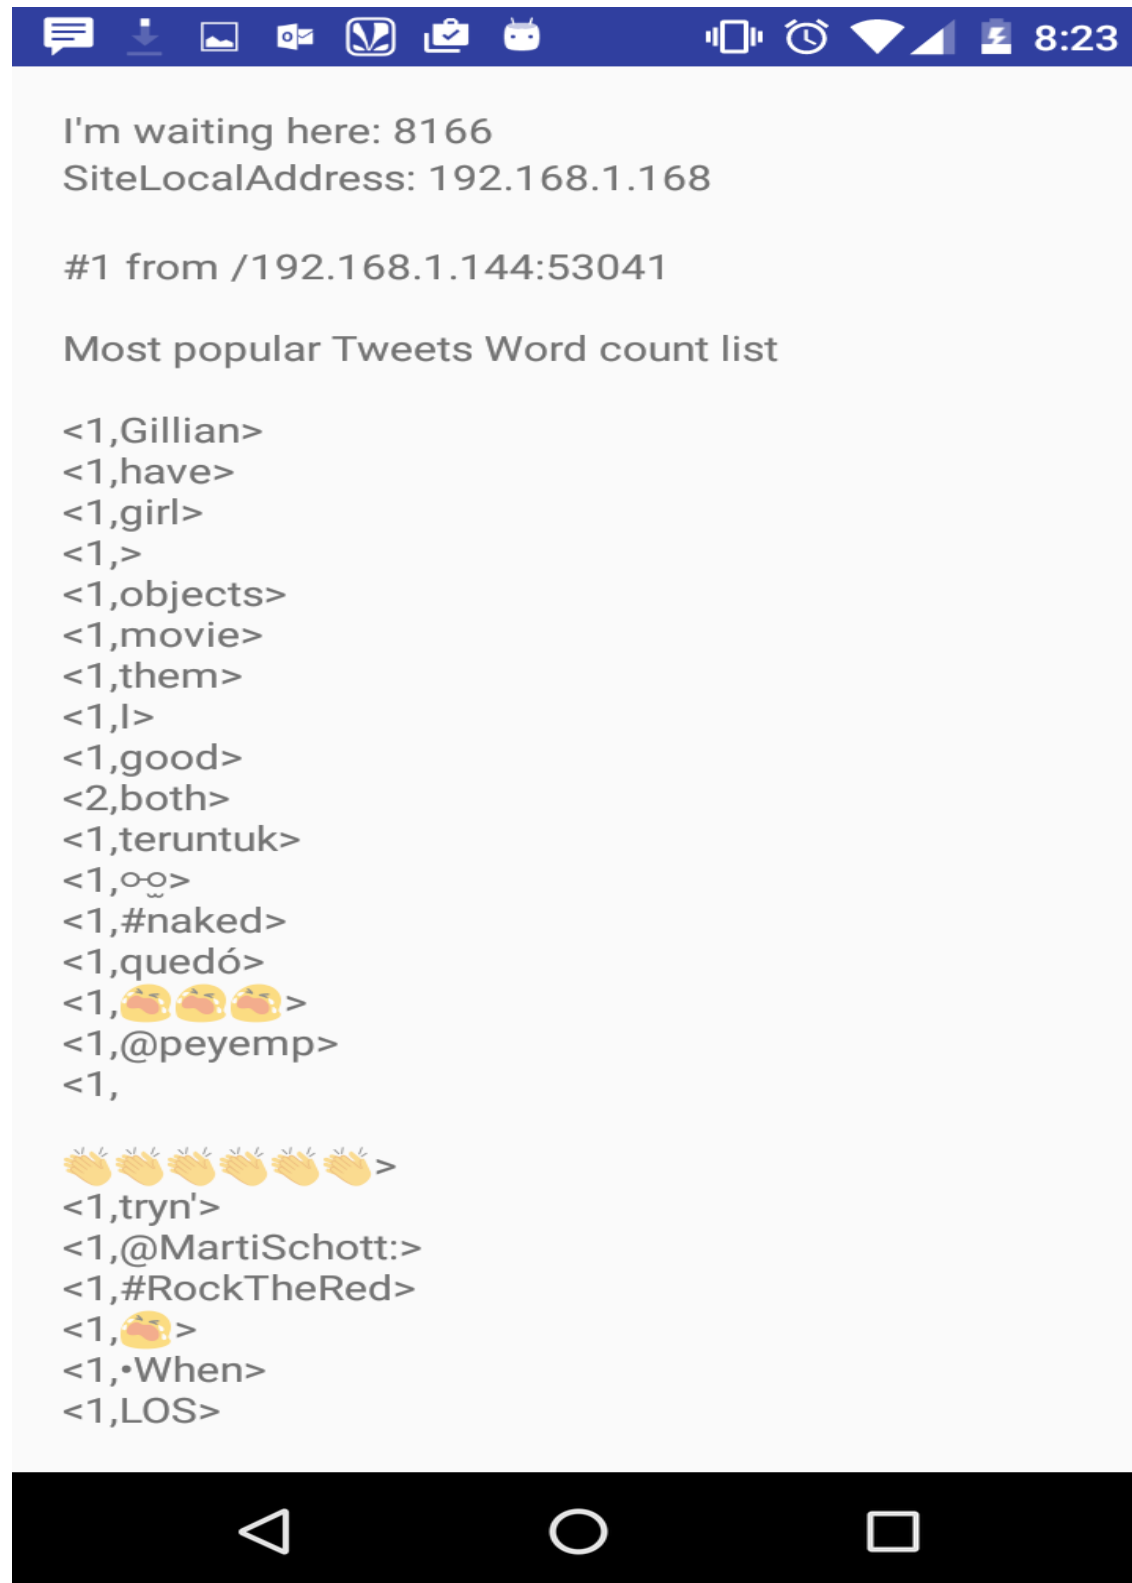 8:23
I'm waiting here: 8166
SiteLocalAddress: 192.168.1.168
#1 from /192.168.1.144:53041
Most popular Tweets Word count list
<1,Gillian>
<1,have>
<1,girl>
<1,>
<1,objects>
<1,movie>
<1,them>
<1,I>
<1,good>
<2,both>
<1,teruntuk>
<1,>
<1,#naked>
<1,quedó>
<1,😭😭😭>
<1,@peyemp>
<1,
👏👏👏👏👏👏>
<1,tryn'>
<1,@MartiSchott:>
<1,#RockTheRed>
<1,😭>
<1,•When>
<1,LOS>